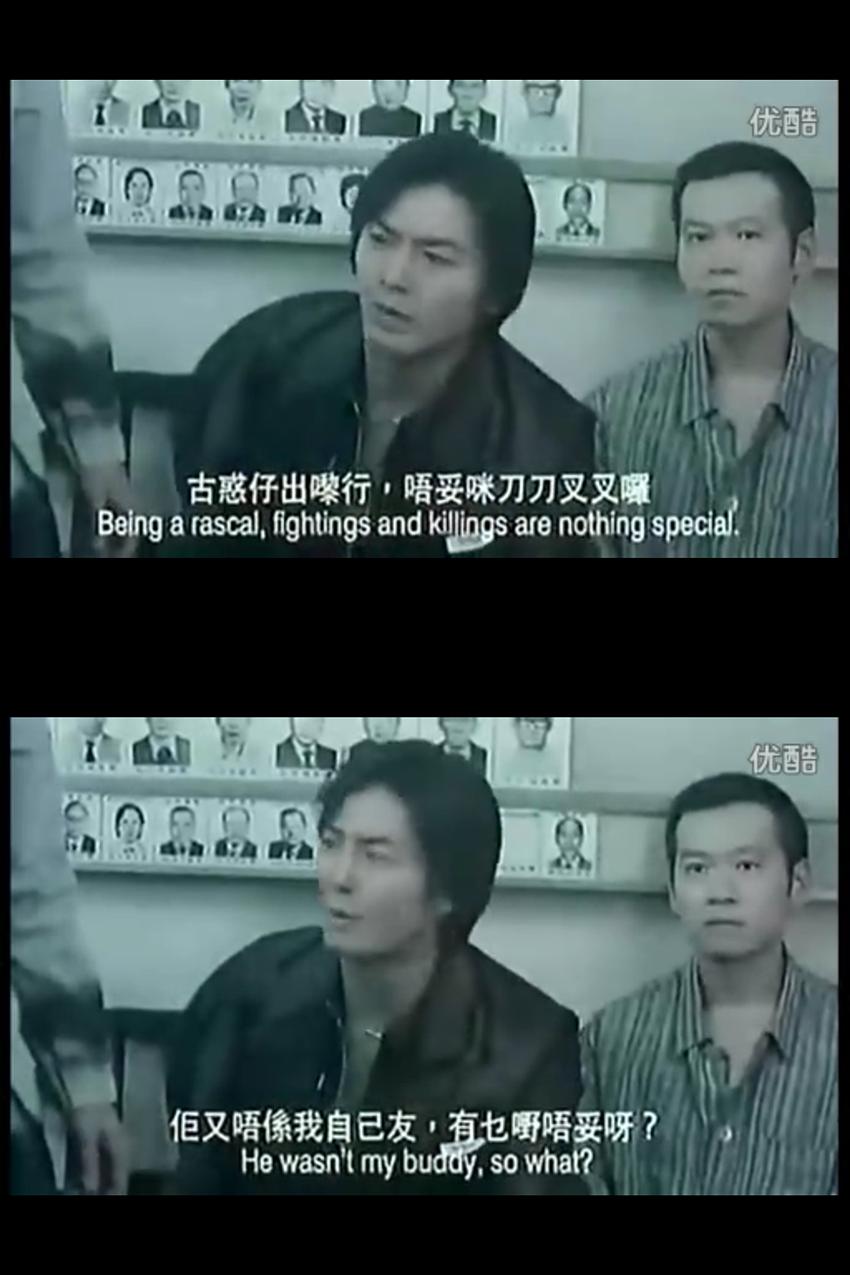 优酷
古惑仔出嚟行，唔妥咪刀刀叉叉囉
Being a rascal, fightings and killings are nothing special.
优酷
佢又唔係我自己友，有乜嘢唔妥呀？
He wasn't my buddy, so what?